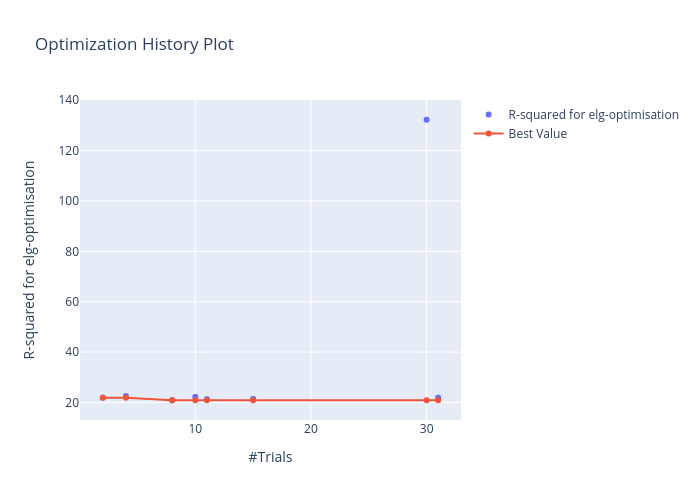 Optimization History Plot
R-squared for elg-optimisation
140
120
100
80
60
40
20
10
20
30
#Trials
R-squared for elg-optimisation
Best Value